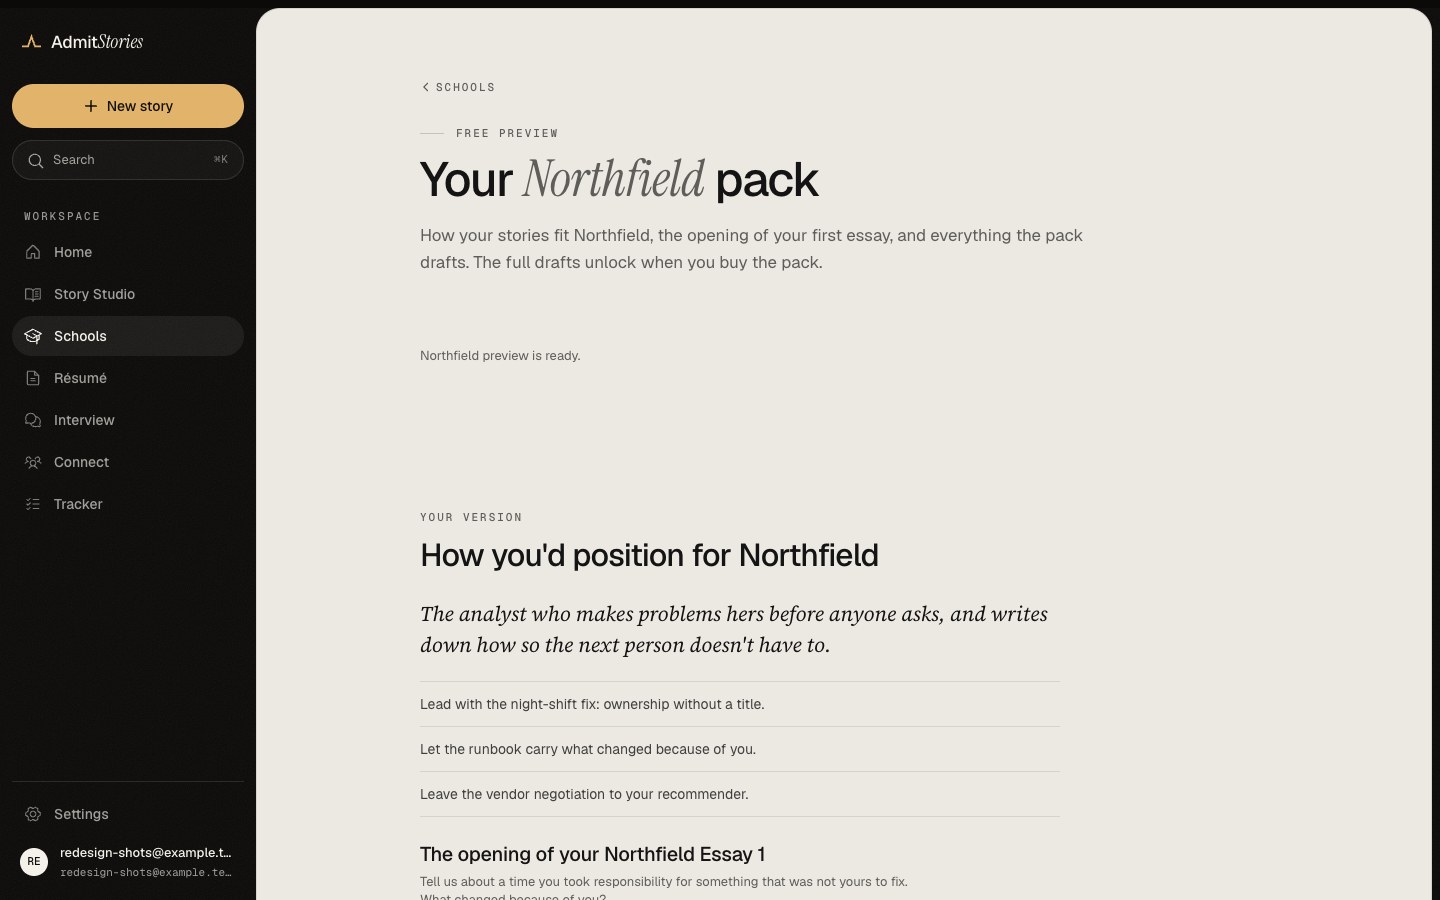 AdmitStories
New story
Search
⌘K
WORKSPACE
Home
Story Studio
Schools
Résumé
Interview
Connect
Tracker
Settings
RE
redesign-shots@example.t…
redesign-shots@example.te…
SCHOOLS
FREE PREVIEW
Your Northfield pack
How your stories fit Northfield, the opening of your first essay, and everything the pack
drafts. The full drafts unlock when you buy the pack.
Northfield preview is ready.
YOUR VERSION
How you'd position for Northfield
The analyst who makes problems hers before anyone asks, and writes
down how so the next person doesn't have to.
Lead with the night-shift fix: ownership without a title.
Let the runbook carry what changed because of you.
Leave the vendor negotiation to your recommender.
The opening of your Northfield Essay 1
Tell us about a time you took responsibility for something that was not yours to fix.
What changed because of you?